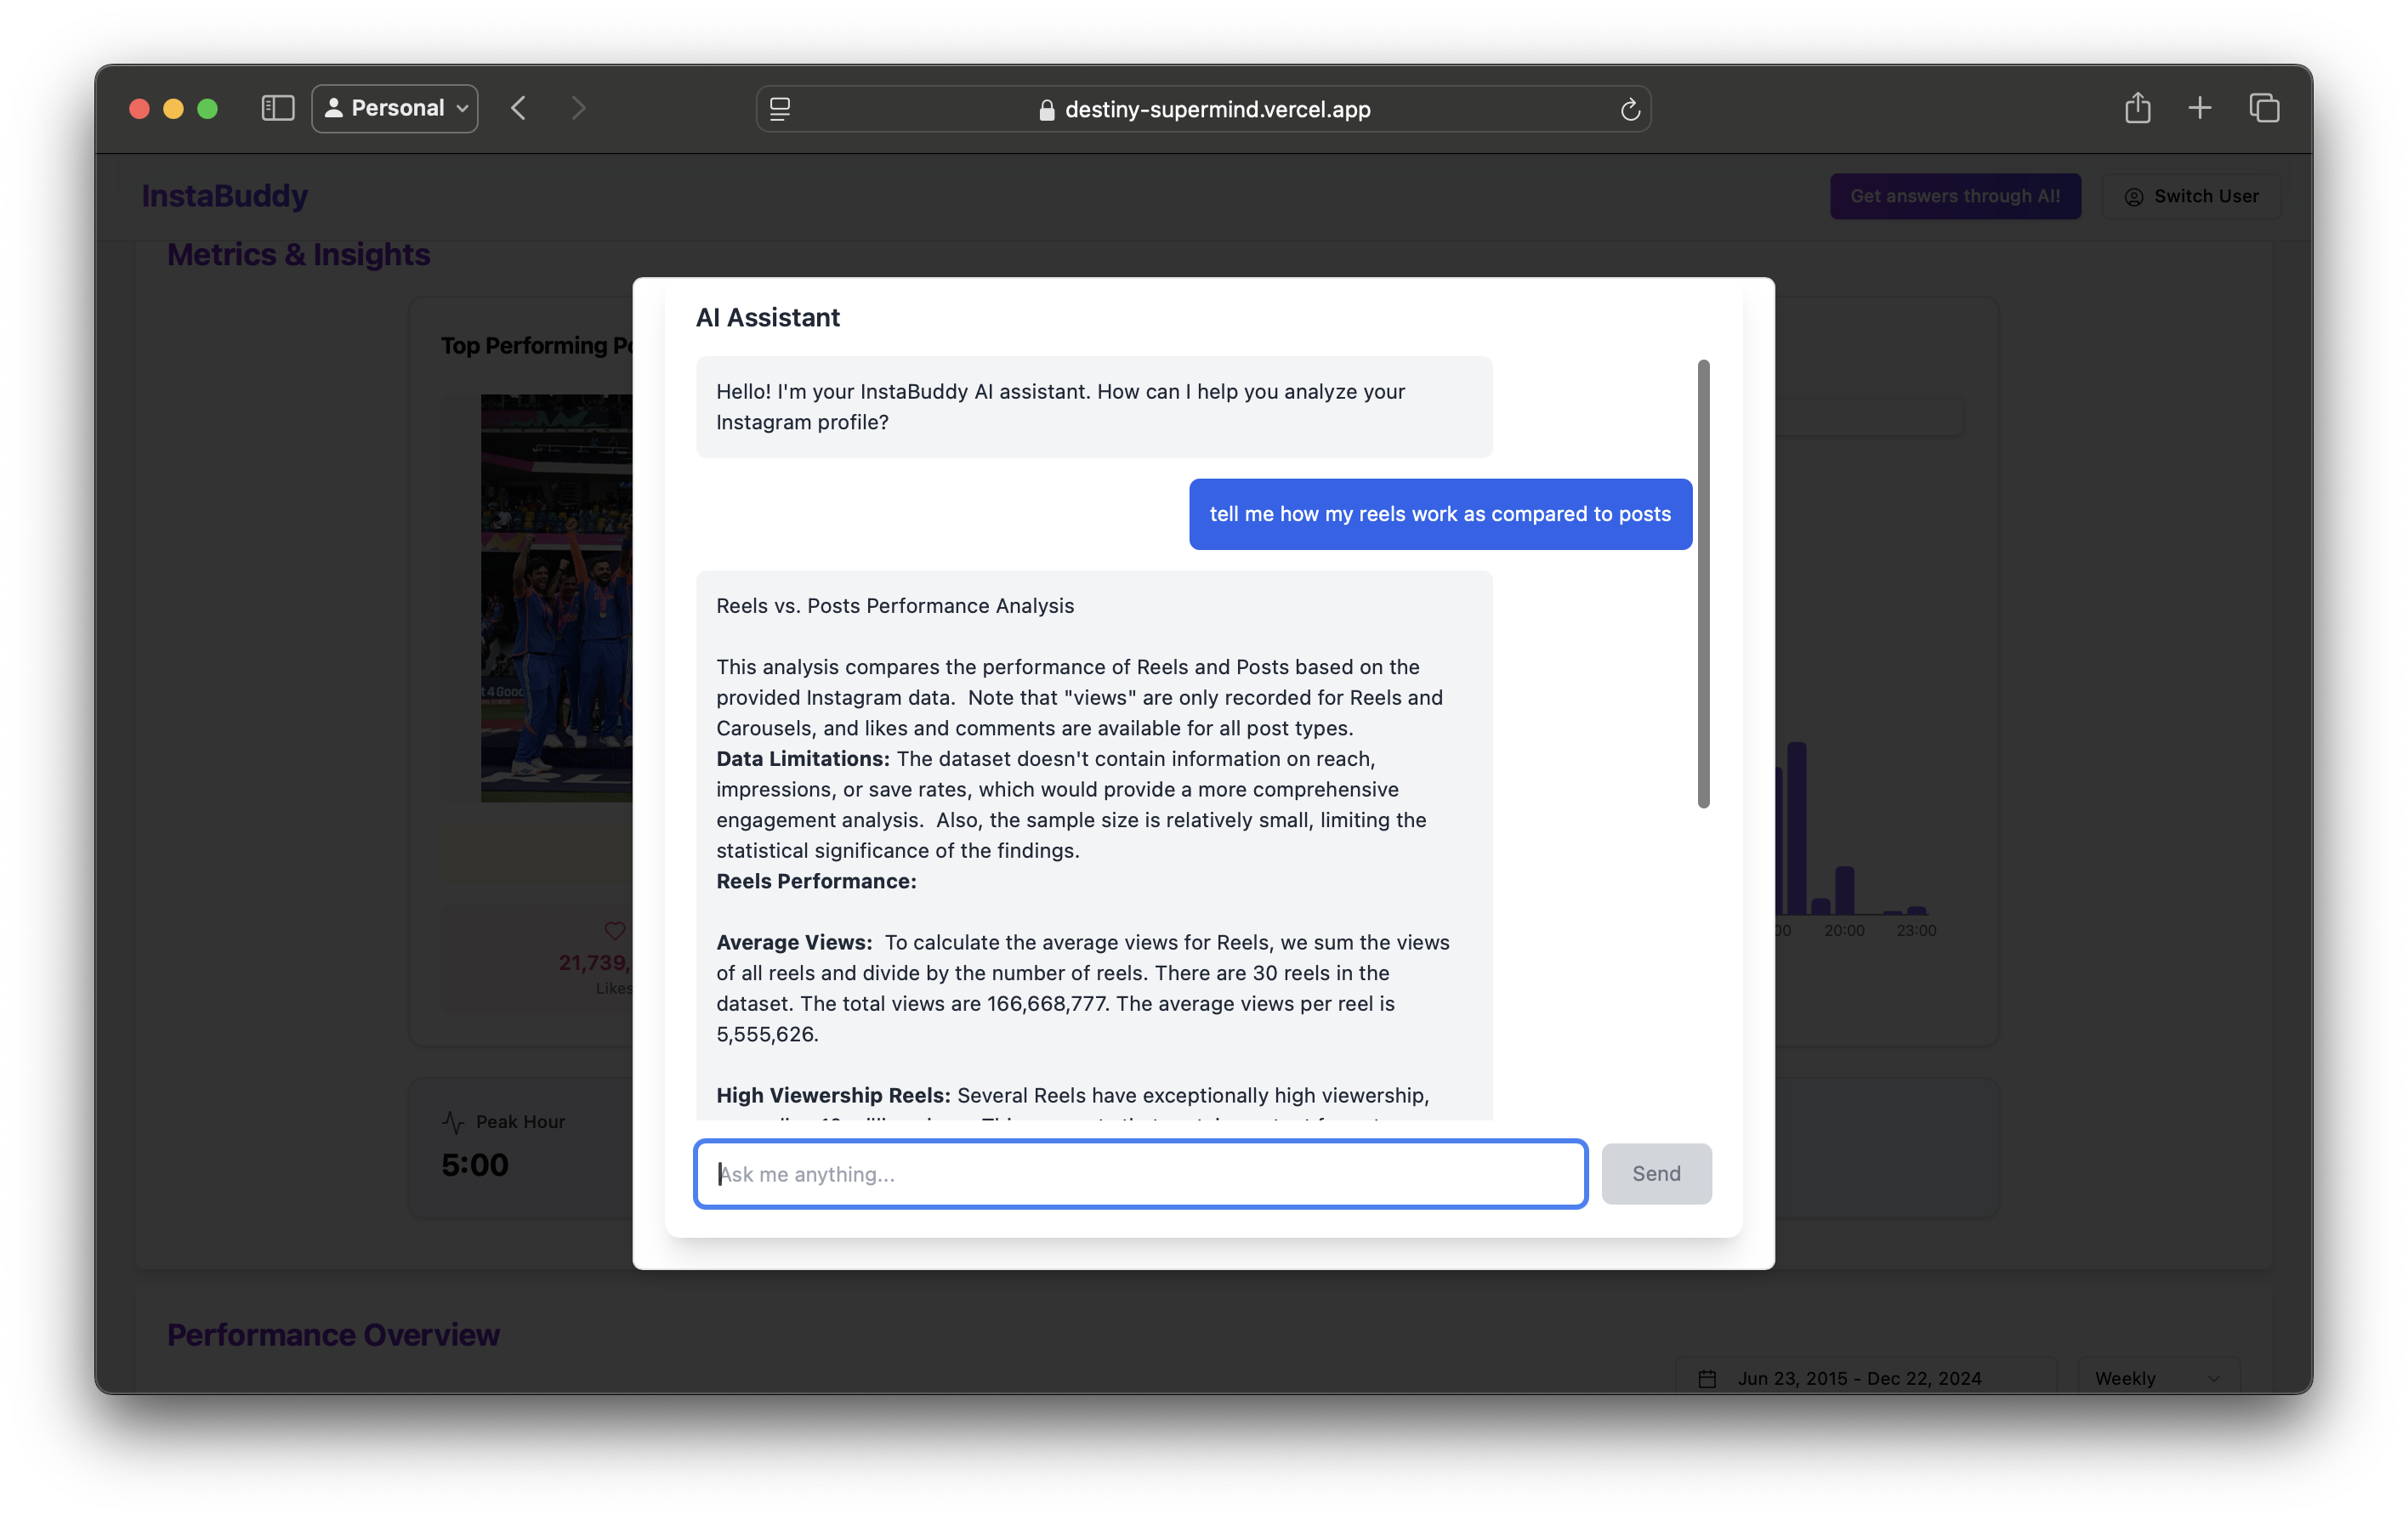 Personal
destiny-supermind.vercel.app
InstaBuddy
Get answers through AI!
Switch User
Metrics & Insights
Top Performing Po
AI Assistant
Hello! I'm your InstaBuddy AI assistant. How can I help you analyze your
Instagram profile?
tell me how my reels work as compared to posts
Reels vs. Posts Performance Analysis
This analysis compares the performance of Reels and Posts based on the
provided Instagram data.  Note that "views" are only recorded for Reels and
Carousels, and likes and comments are available for all post types.
Data Limitations: The dataset doesn't contain information on reach,
impressions, or save rates, which would provide a more comprehensive
engagement analysis.  Also, the sample size is relatively small, limiting the
statistical significance of the findings.
Reels Performance:
Average Views:  To calculate the average views for Reels, we sum the views
of all reels and divide by the number of reels. There are 30 reels in the
dataset. The total views are 166,668,777. The average views per reel is
5,555,626.
High Viewership Reels: Several Reels have exceptionally high viewership,
Ask me anything...
Send
t4Good
21,739,
Likes
00
20:00
23:00
Peak Hour
5:00
Performance Overview
Jun 23, 2015 - Dec 22, 2024
Weekly